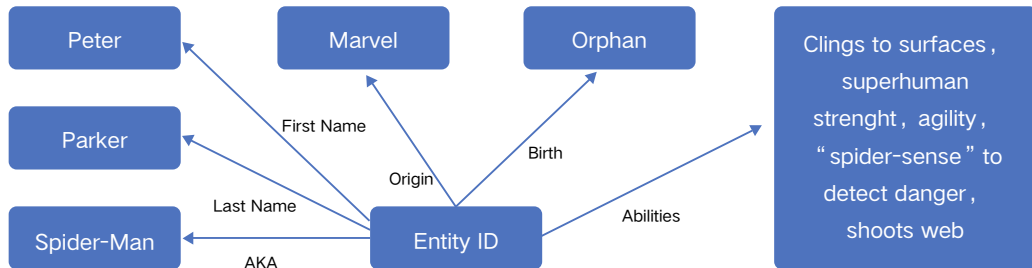 Peter
Marvel
Orphan
Clings to surfaces,
superhuman
strenght, agility,
“spider-sense” to
detect danger,
shoots web
First Name
Parker
Birth
Origin
Last Name
Abilities
Spider-Man
Entity ID
AKA